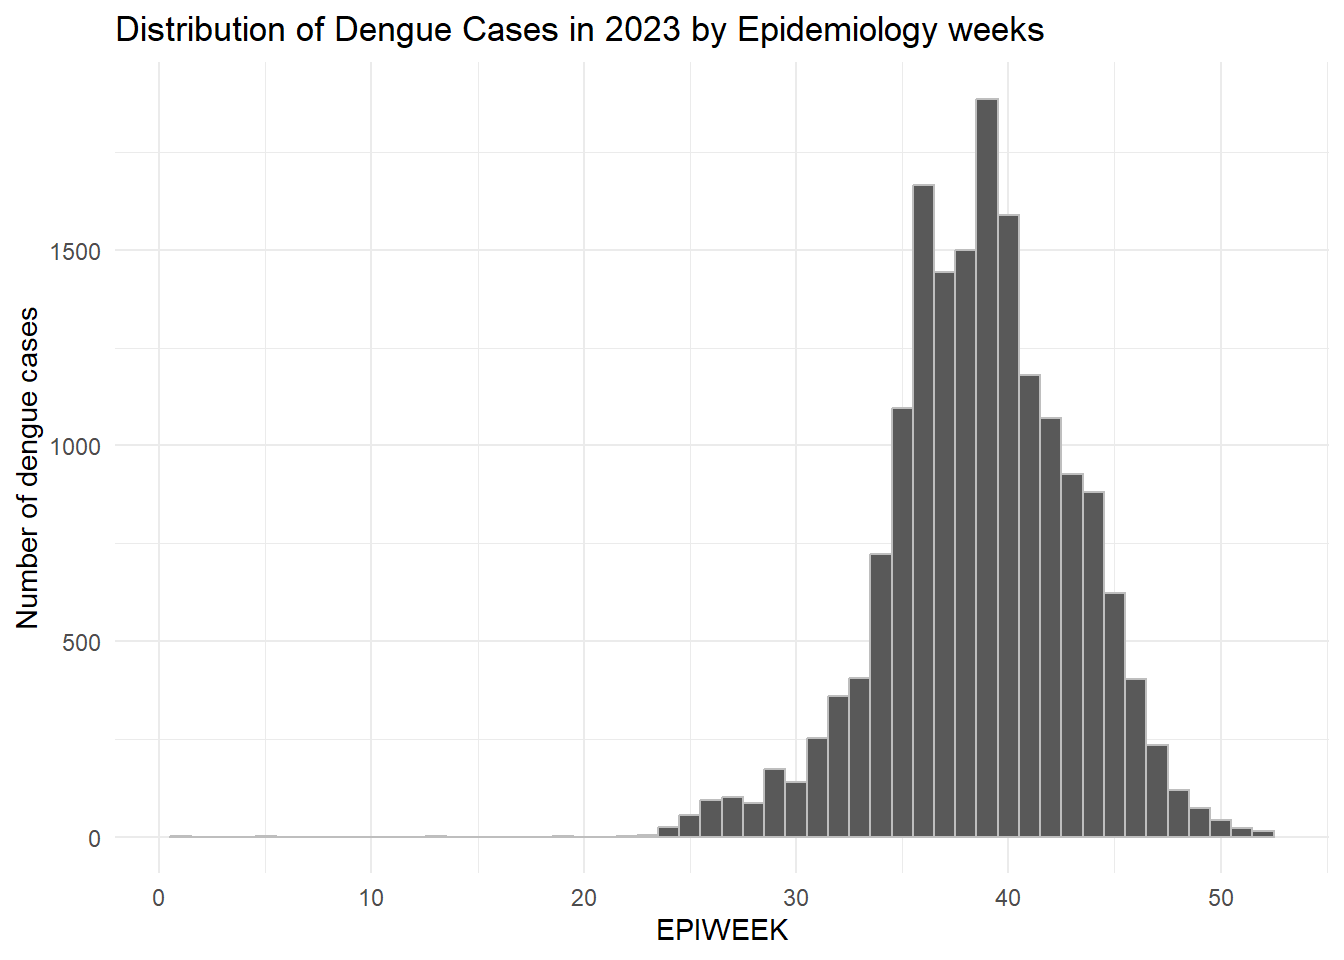 Distribution of Dengue Cases in 2023 by Epidemiology weeks
Number of dengue cases
1500
1000
500
0
0 10 20 30 40 50
EPIWEEK